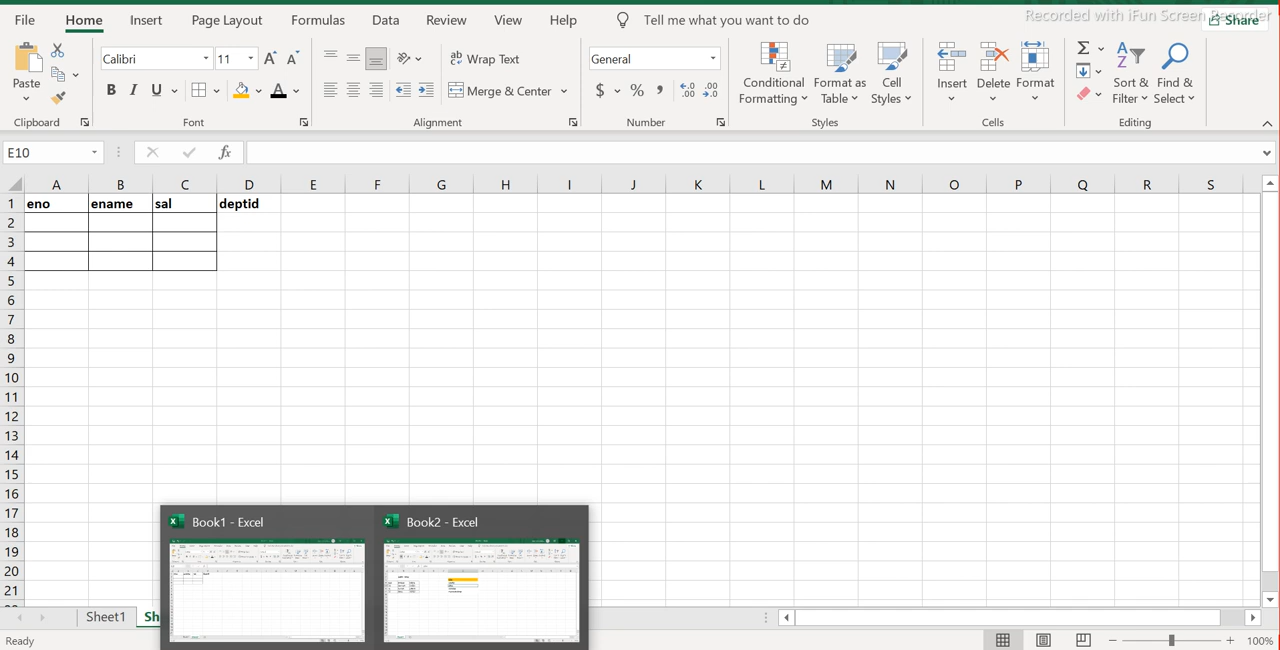 File Home Insert Page Layout Formulas Data Review View Help Tell me what you want to do Share
Recorded with iFun Screen Recorder
Calibri 11 Wrap Text General
Paste Conditional Format as Cell Insert Delete Format Sort & Find &
Formatting Table Styles Filter Select
B I U A Merge & Center $ % ,
Clipboard Font Alignment Number Styles Cells Editing
E10 fx
A B C D E F G H I J K L M N O P Q R S
1 eno ename sal deptid
2
3
4
5
6
7
8
9
10
11
12
13
14
15
16
17
18
19
20
21
Book1 - Excel Book2 - Excel
Sheet1 Sh
Ready 100%